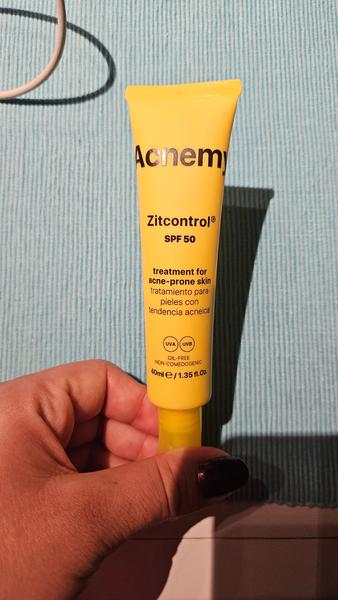 Acnemy
Zitcontrol®
SPF 50
treatment for
acne-prone skin
tratamiento para
pieles con
tendencia acneica
UVA UVB
OIL-FREE
NON-COMEDOGENIC
40ml ℮ / 1.35 fl.Oz.